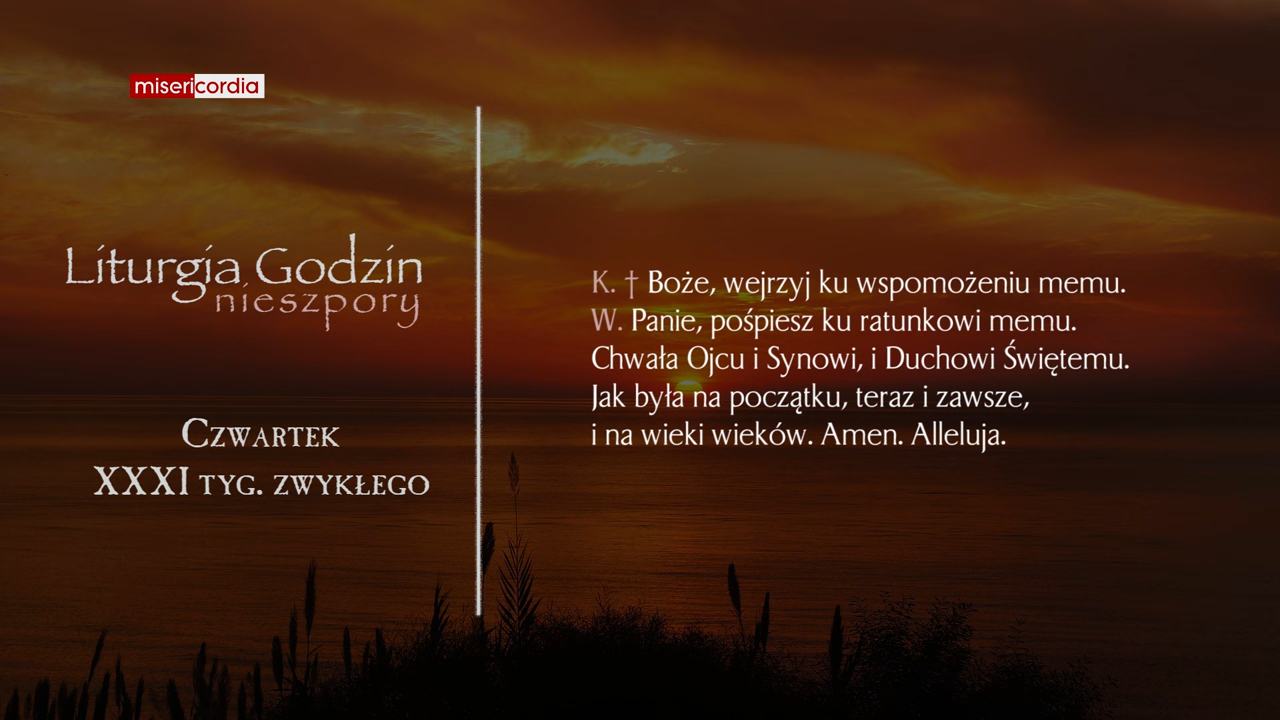 misericordia
Liturgia Godzin
nieszpory
Czwartek
XXXI tyg. zwykłego
K. † Boże, wejrzyj ku wspomożeniu memu.
W. Panie, pośpiesz ku ratunkowi memu.
Chwała Ojcu i Synowi, i Duchowi Świętemu.
Jak była na początku, teraz i zawsze,
i na wieki wieków. Amen. Alleluja.